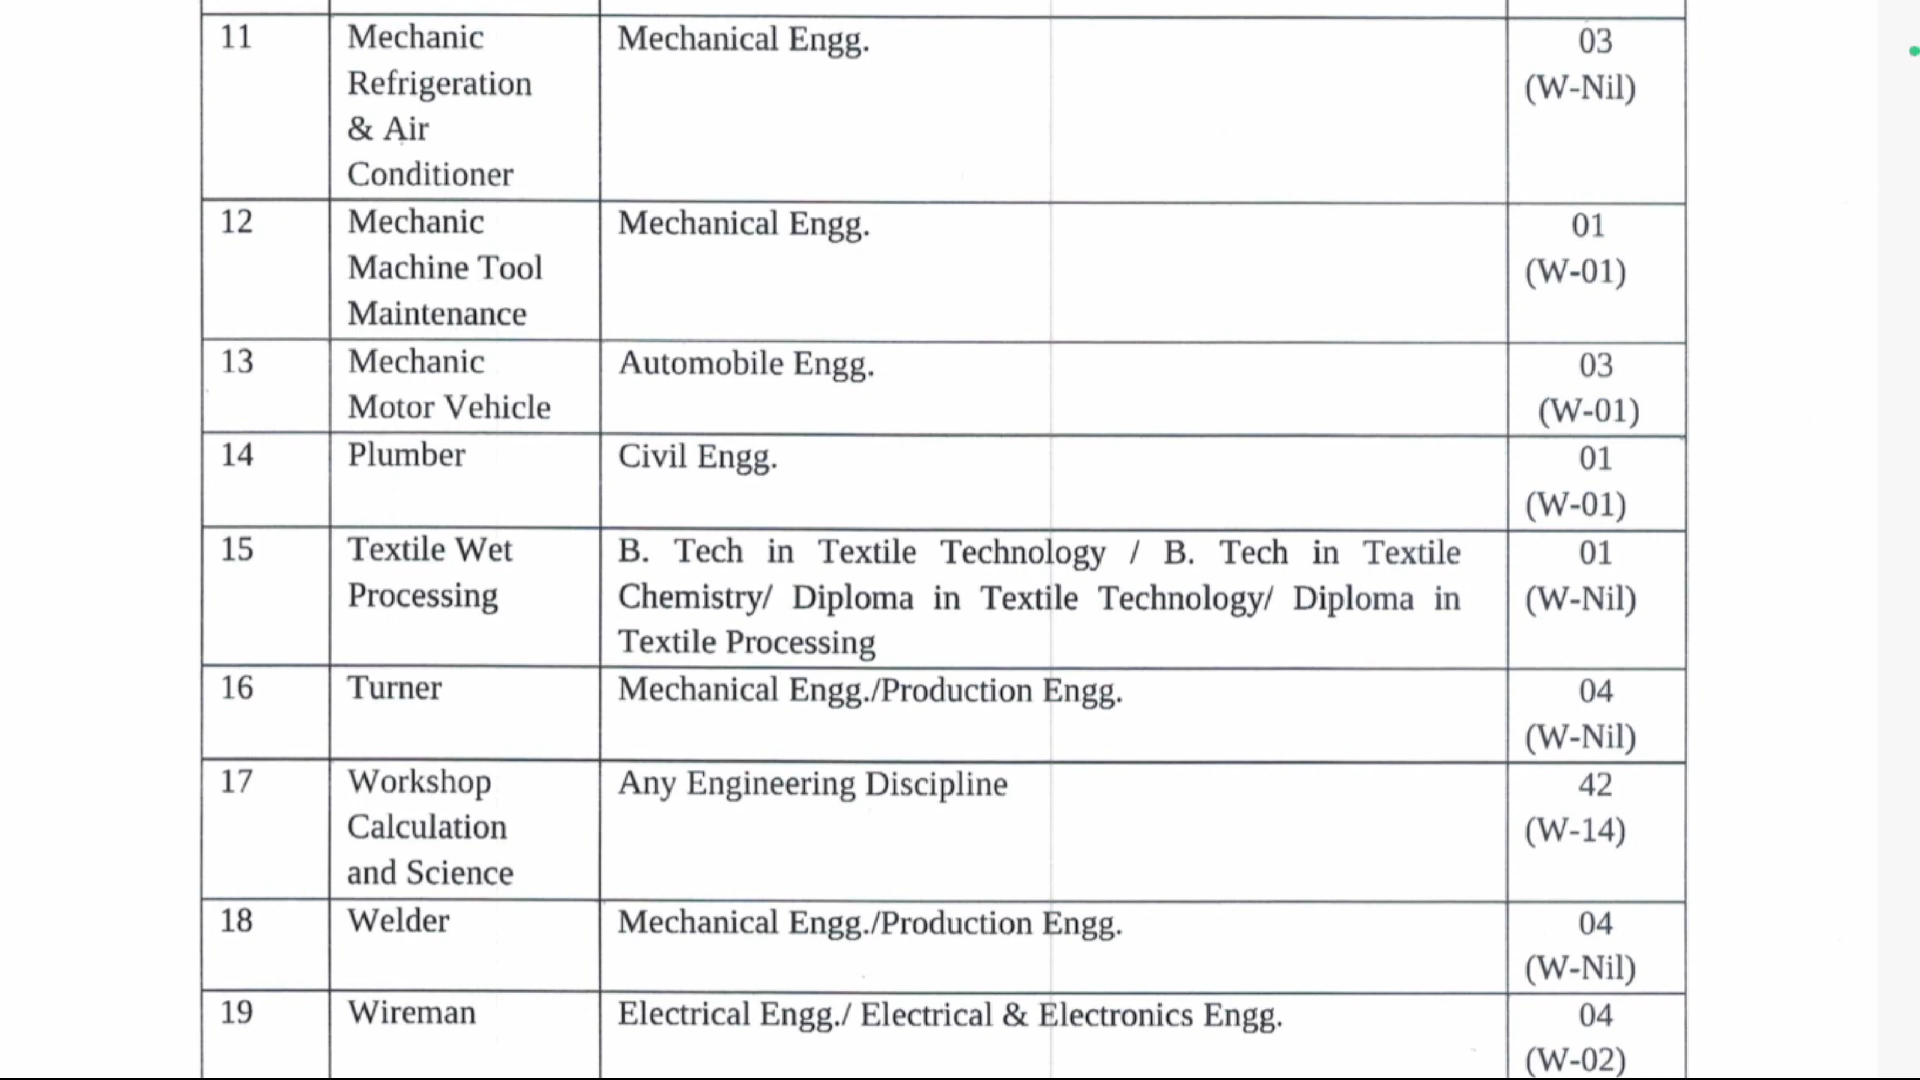 11 Mechanic Mechanical Engg. 03
Refrigeration (W-Nil)
& Air
Conditioner
12 Mechanic Mechanical Engg. 01
Machine Tool (W-01)
Maintenance
13 Mechanic Automobile Engg. 03
Motor Vehicle (W-01)
14 Plumber Civil Engg. 01
(W-01)
15 Textile Wet B. Tech in Textile Technology / B. Tech in Textile 01
Processing Chemistry/ Diploma in Textile Technology/ Diploma in (W-Nil)
Textile Processing
16 Turner Mechanical Engg./Production Engg. 04
(W-Nil)
17 Workshop Any Engineering Discipline 42
Calculation (W-14)
and Science
18 Welder Mechanical Engg./Production Engg. 04
(W-Nil)
19 Wireman Electrical Engg./ Electrical & Electronics Engg. 04
(W-02)